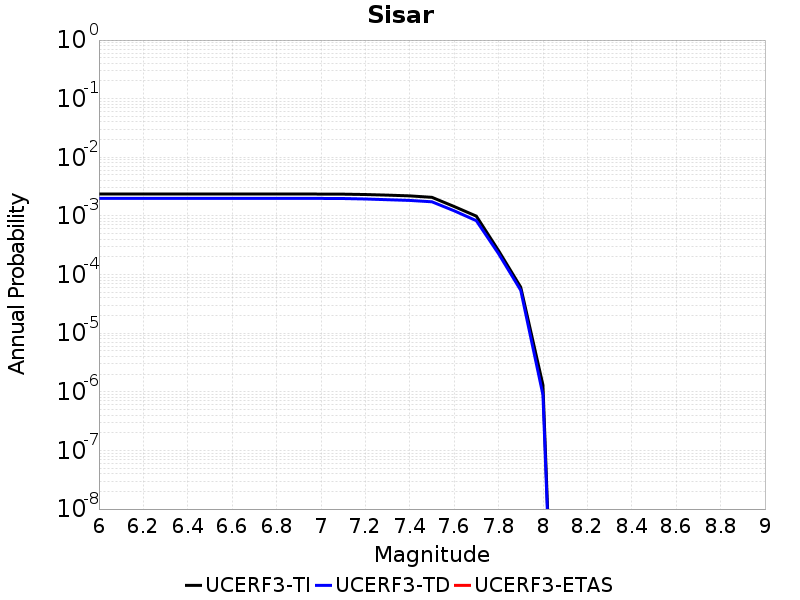 Sisar
10^0
10^-1
10^-2
10^-3
10^-4
10^-5
10^-6
10^-7
10^-8
Annual Probability
6 6.2 6.4 6.6 6.8 7 7.2 7.4 7.6 7.8 8 8.2 8.4 8.6 8.8 9
Magnitude
UCERF3-TI UCERF3-TD UCERF3-ETAS